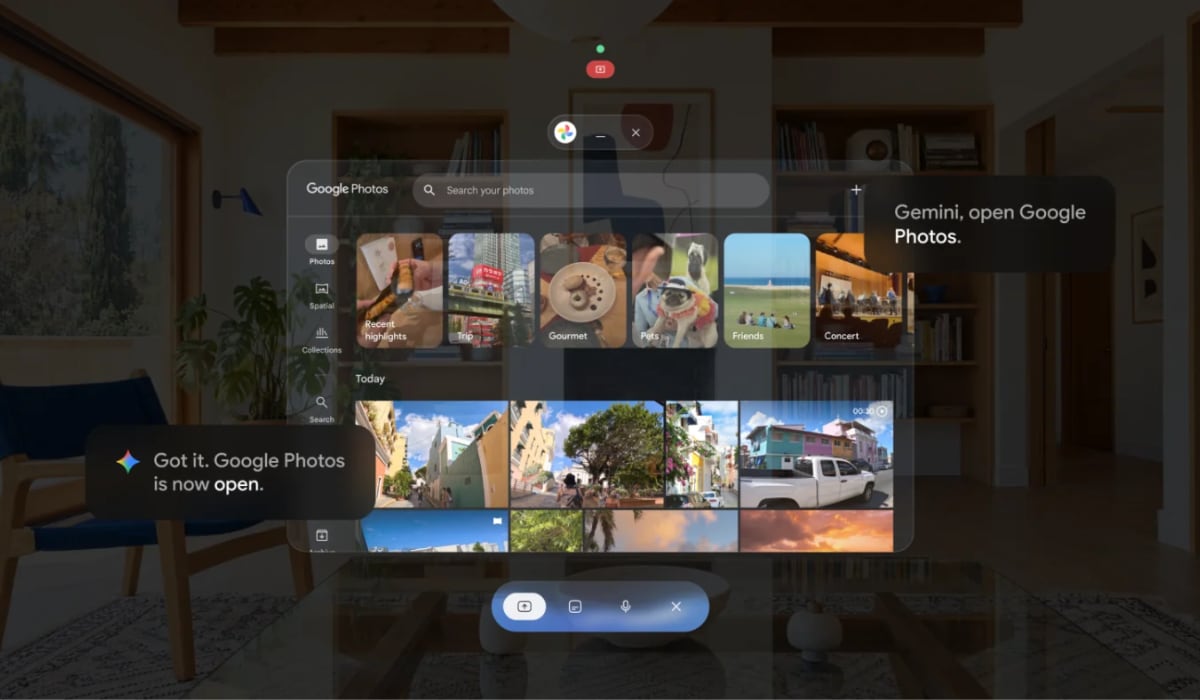 Google Photos
Search your photos
Gemini, open Google
Photos.
Photos
Spatial
Collections
Search
Recent
highlights
Trip
Gourmet
Pets
Friends
Concert
Today
00:30
Got it. Google Photos
is now open.